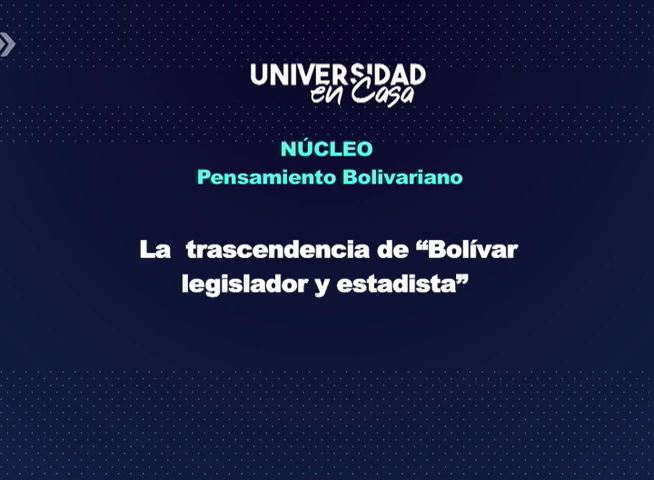 UNIVERSIDAD
en Casa
NÚCLEO
Pensamiento Bolivariano
La trascendencia de “Bolívar
legislador y estadista”